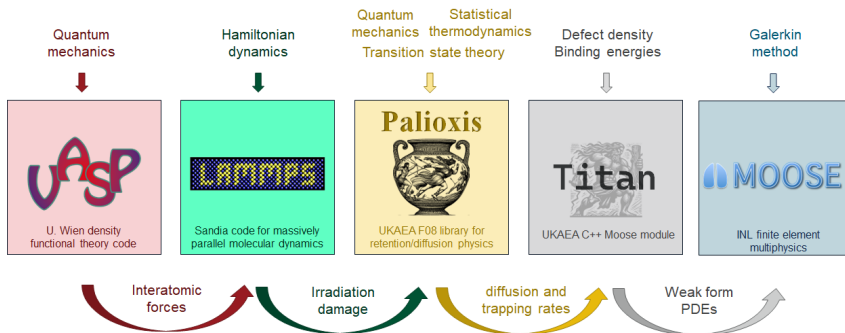 Quantum
mechanics
Hamiltonian
dynamics
Quantum
mechanics
Statistical
thermodynamics
Transition state theory
Defect density
Binding energies
Galerkin
method
VASP
U. Wien density
functional theory code
LAMMPS
Sandia code for massively
parallel molecular dynamics
Palioxis
UKAEA F08 library for
retention/diffusion physics
Titan
UKAEA C++ Moose module
MOOSE
INL finite element
multiphysics
Interatomic
forces
Irradiation
damage
diffusion and
trapping rates
Weak form
PDEs